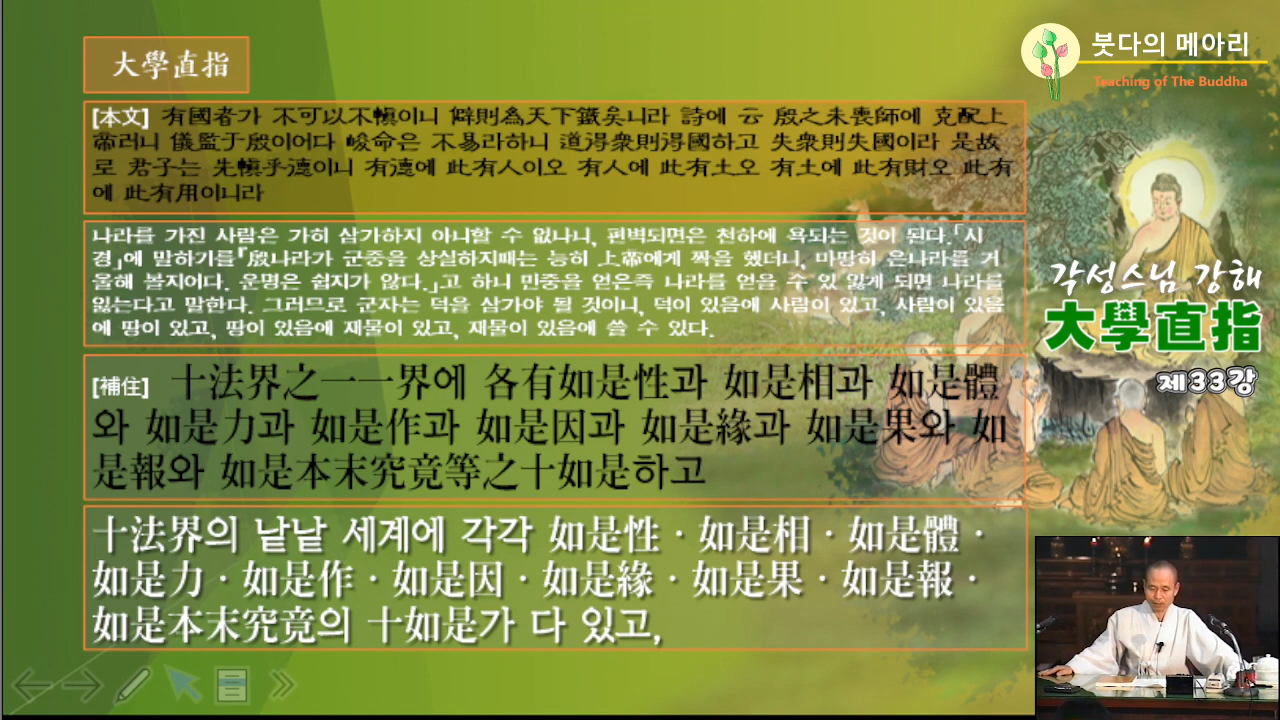 大學直指
붓다의 메아리
Teaching of The Buddha
[本文] 有國者가 不可以不愼이니 辟則為天下僇矣니라 詩에 云 殷之未喪師에 克配上
帝러니 儀監于殷이어다 峻命은 不易라하니 道得衆則得國하고 失衆則失國이라 是故
로 君子는 先愼乎德이니 有德에 此有人이오 有人에 此有土오 有土에 此有財오 此有
에 此有用이니라
나라를 가진 사람은 가히 삼가하지 아니할 수 없나니, 편벽되면은 천하에 욕되는 것이 된다.「시
경」에 말하기를『殷나라가 군중을 상실하지때는 능히 上帝에게 짝을 했더니, 마땅히 은나라를 거
울해 볼지어다. 운명은 쉽지가 않다.」고 하니 민중을 얻은즉 나라를 얻을 수 있 잃게 되면 나라를
잃는다고 말한다. 그러므로 군자는 덕을 삼가야 될 것이니, 덕이 있음에 사람이 있고, 사람이 있음
에 땅이 있고, 땅이 있음에 재물이 있고, 재물이 있음에 쓸 수 있다.
[補住] 十法界之一一界에 各有如是性과 如是相과 如是體
와 如是力과 如是作과 如是因과 如是緣과 如是果와 如
是報와 如是本末究竟等之十如是하고
十法界의 낱낱 세계에 각각 如是性·如是相·如是體·
如是力·如是作·如是因·如是緣·如是果·如是報·
如是本末究竟의 十如是가 다 있고,
각성스님 강해
大學直指
제33강